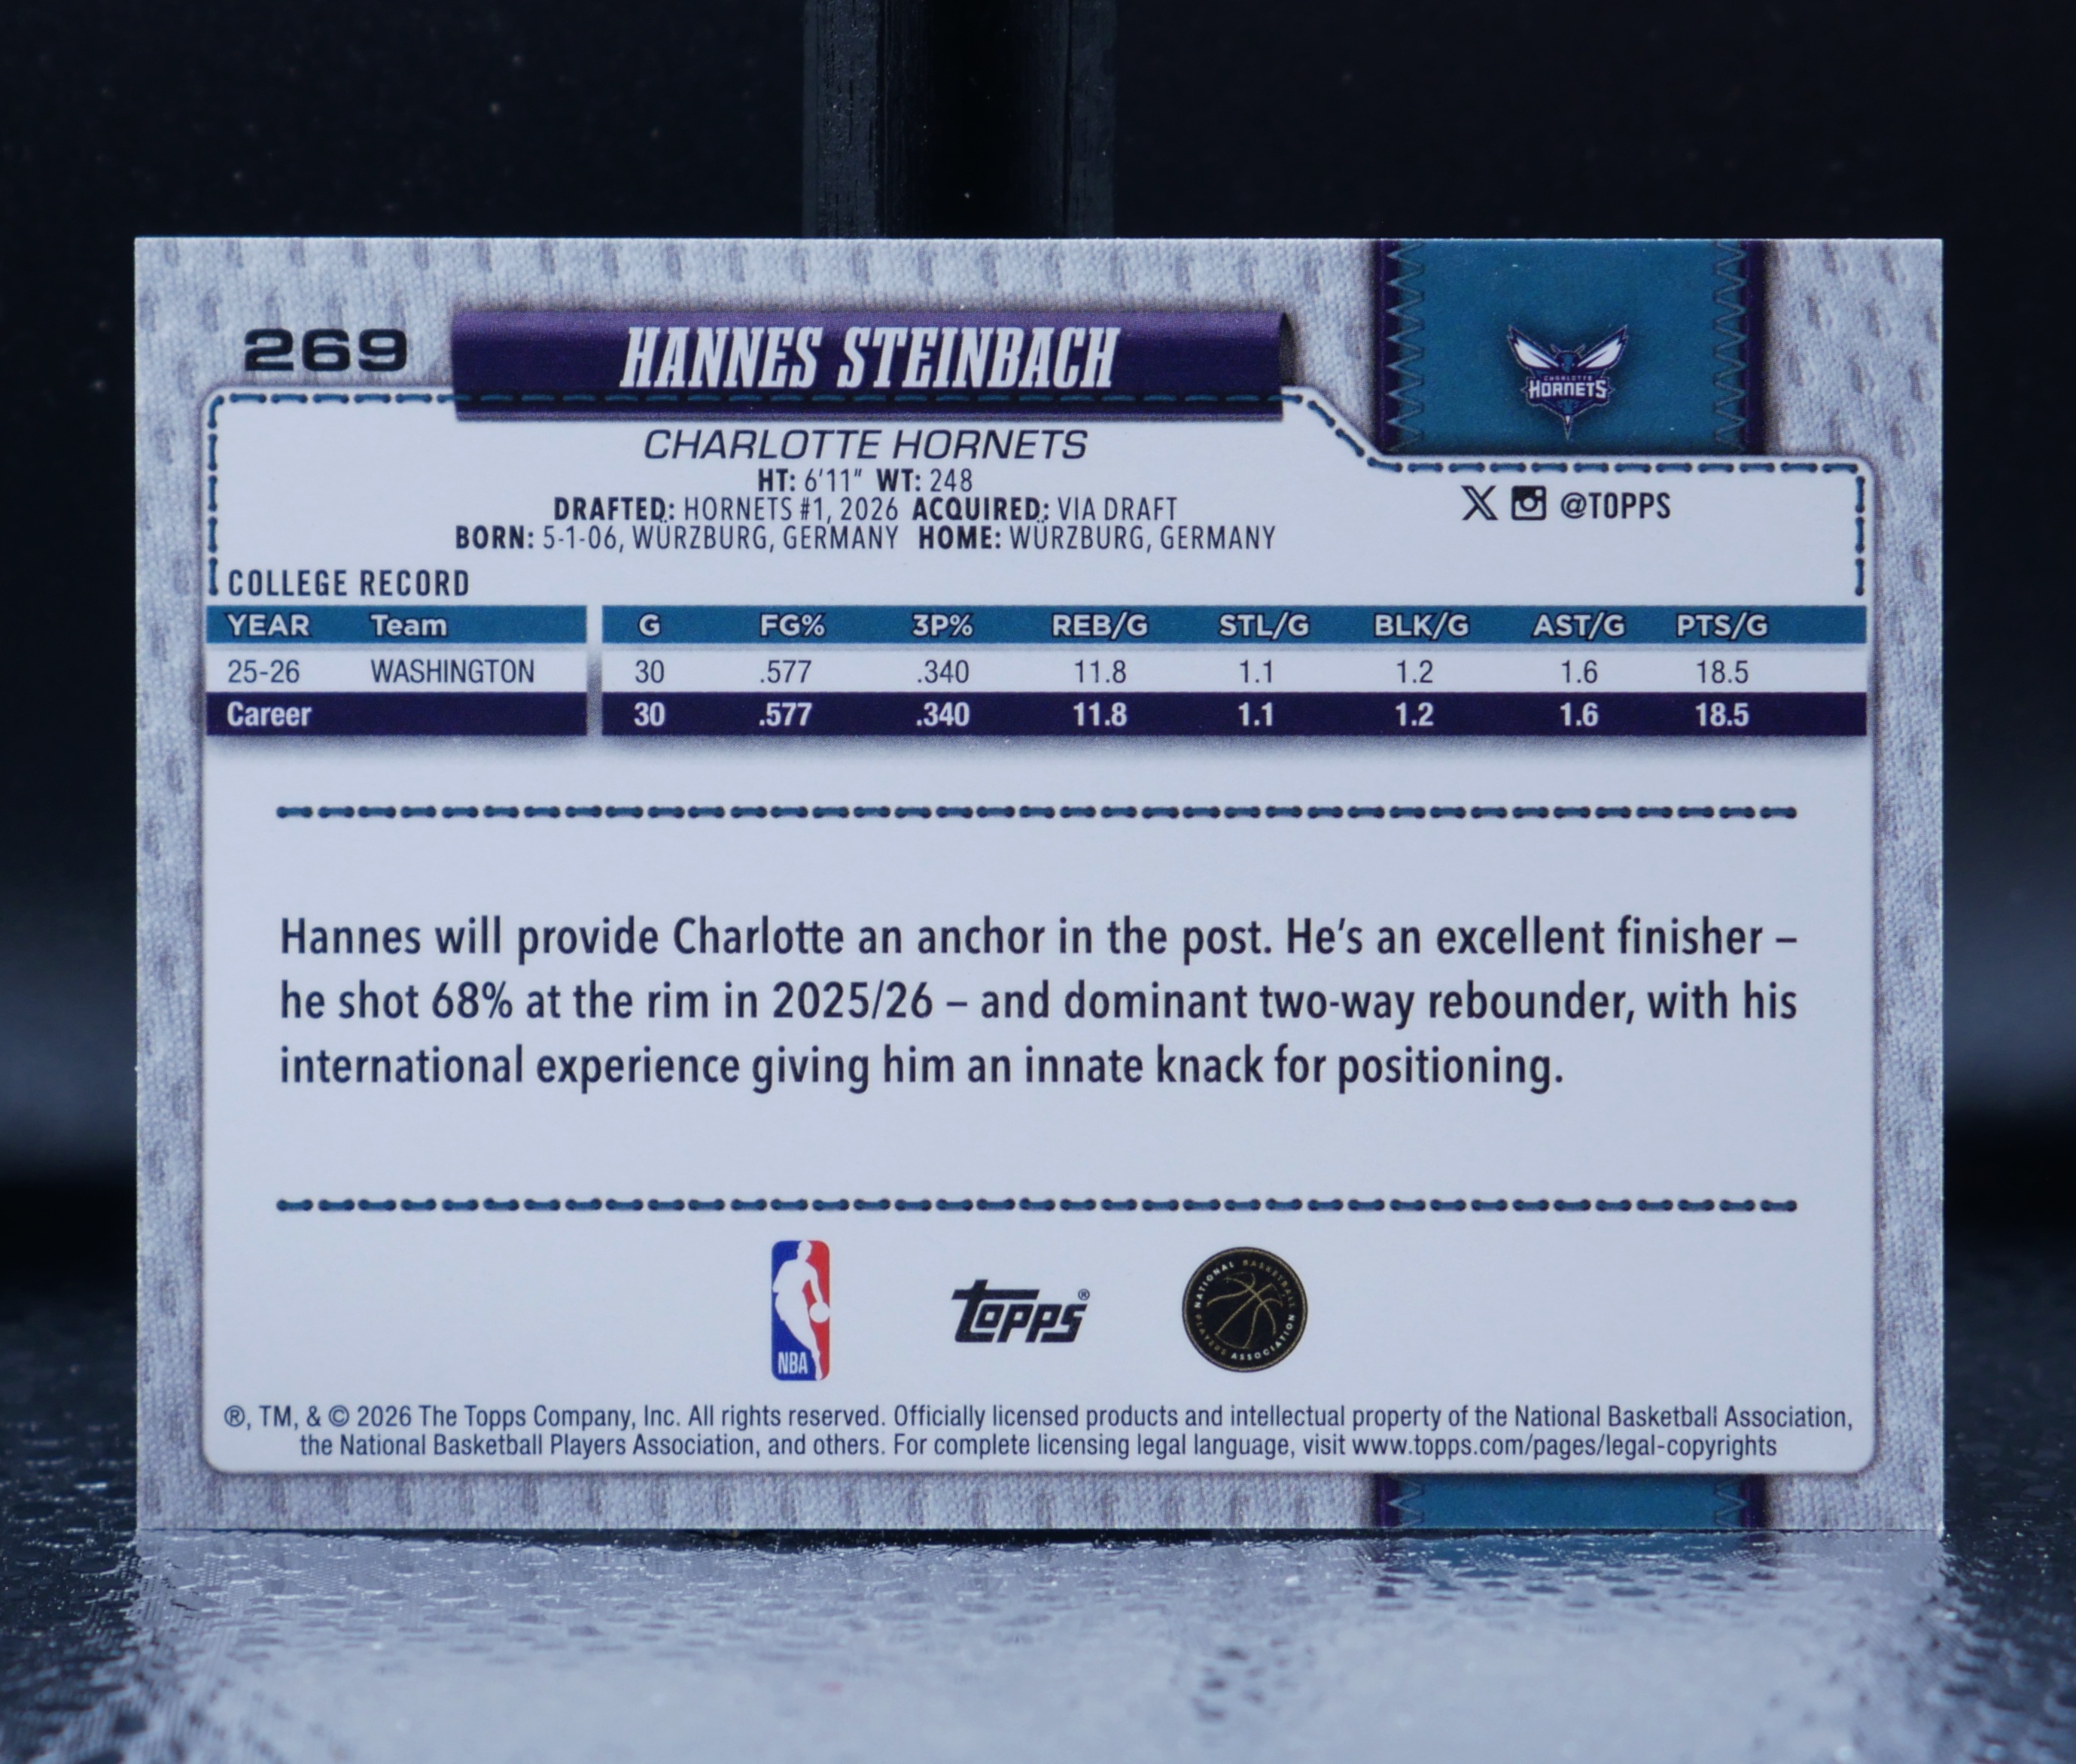 269
HANNES STEINBACH
CHARLOTTE HORNETS
CHARLOTTE HORNETS
HT: 6'11" WT: 248
DRAFTED: HORNETS #1, 2026 ACQUIRED: VIA DRAFT
BORN: 5-1-06, WÜRZBURG, GERMANY HOME: WÜRZBURG, GERMANY
@TOPPS
COLLEGE RECORD
YEAR Team G FG% 3P% REB/G STL/G BLK/G AST/G PTS/G
25-26 WASHINGTON 30 .577 .340 11.8 1.1 1.2 1.6 18.5
Career 30 .577 .340 11.8 1.1 1.2 1.6 18.5
Hannes will provide Charlotte an anchor in the post. He's an excellent finisher –
he shot 68% at the rim in 2025/26 – and dominant two-way rebounder, with his
international experience giving him an innate knack for positioning.
NBA
Topps®
NATIONAL BASKETBALL PLAYERS ASSOCIATION
®, TM, & © 2026 The Topps Company, Inc. All rights reserved. Officially licensed products and intellectual property of the National Basketball Association,
the National Basketball Players Association, and others. For complete licensing legal language, visit www.topps.com/pages/legal-copyrights